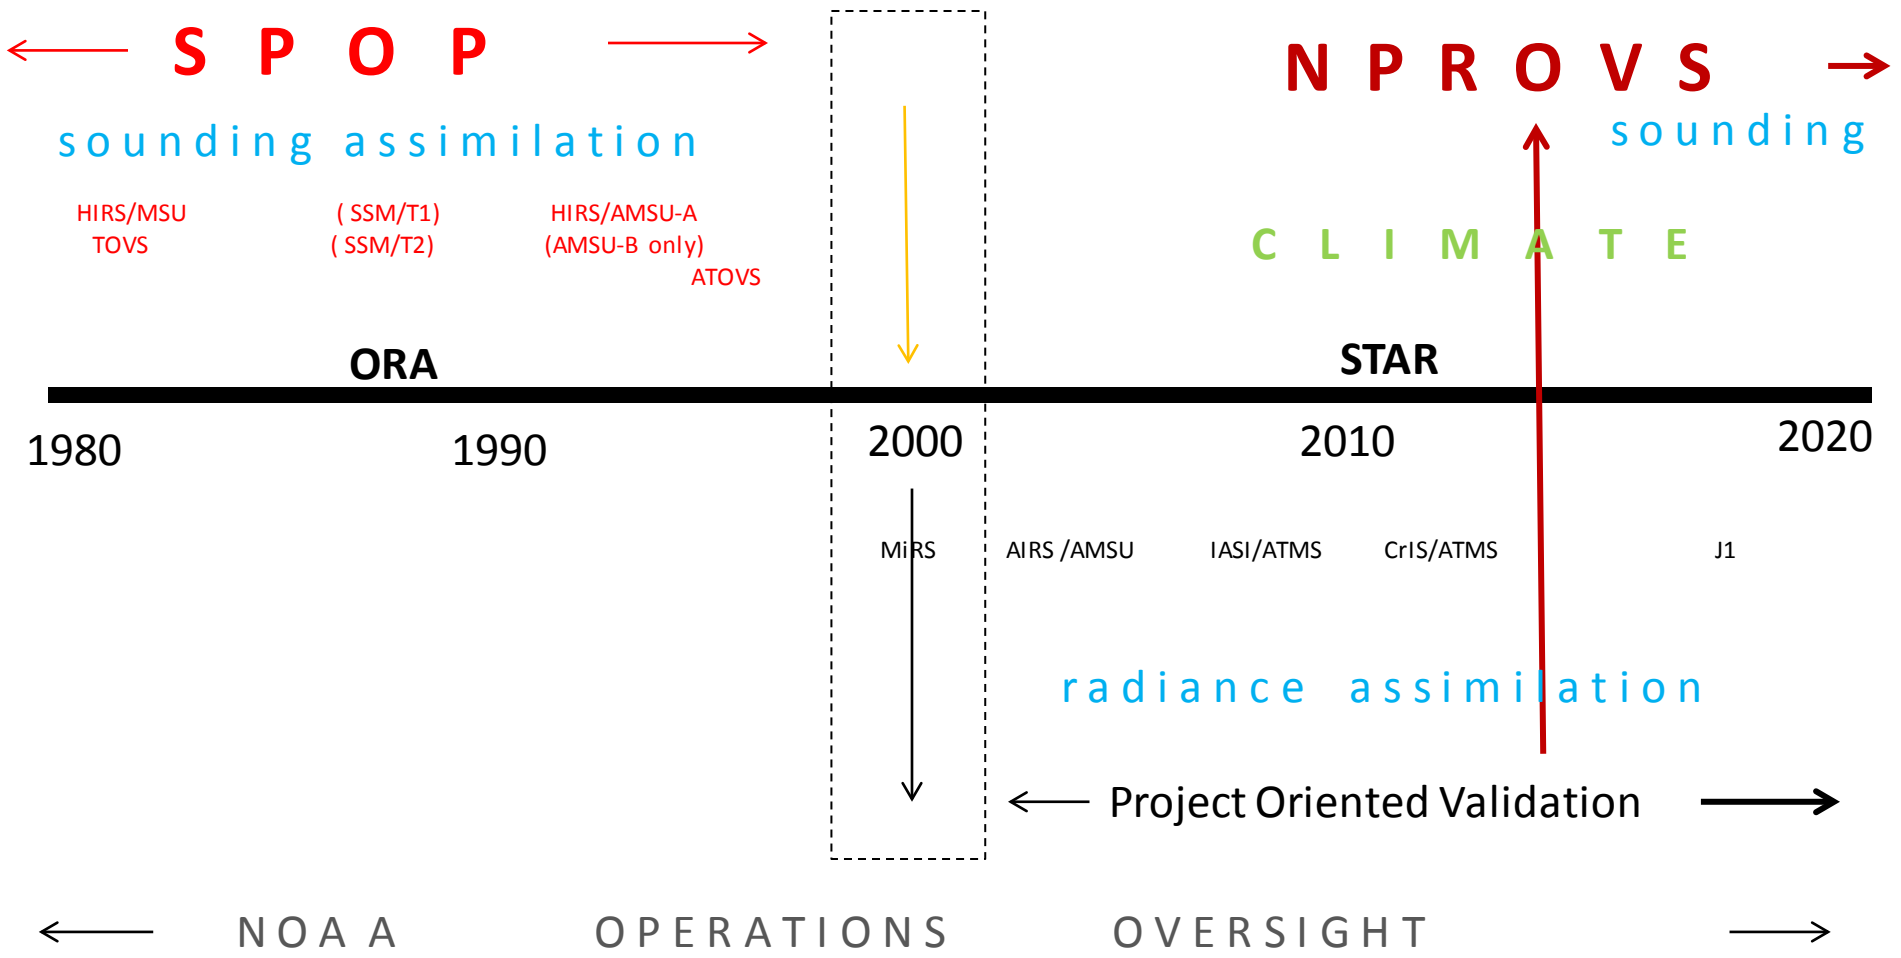 S P O P
N P R O V S
sounding assimilation
sounding
HIRS/MSU
TOVS
( SSM/T1)
( SSM/T2)
HIRS/AMSU-A
(AMSU-B only)
ATOVS
C L I M A T E
ORA
STAR
1980
1990
2000
2010
2020
MiRS
AIRS /AMSU
IASI/ATMS
CrIS/ATMS
J1
radiance assimilation
Project Oriented Validation
NOAA OPERATIONS OVERSIGHT